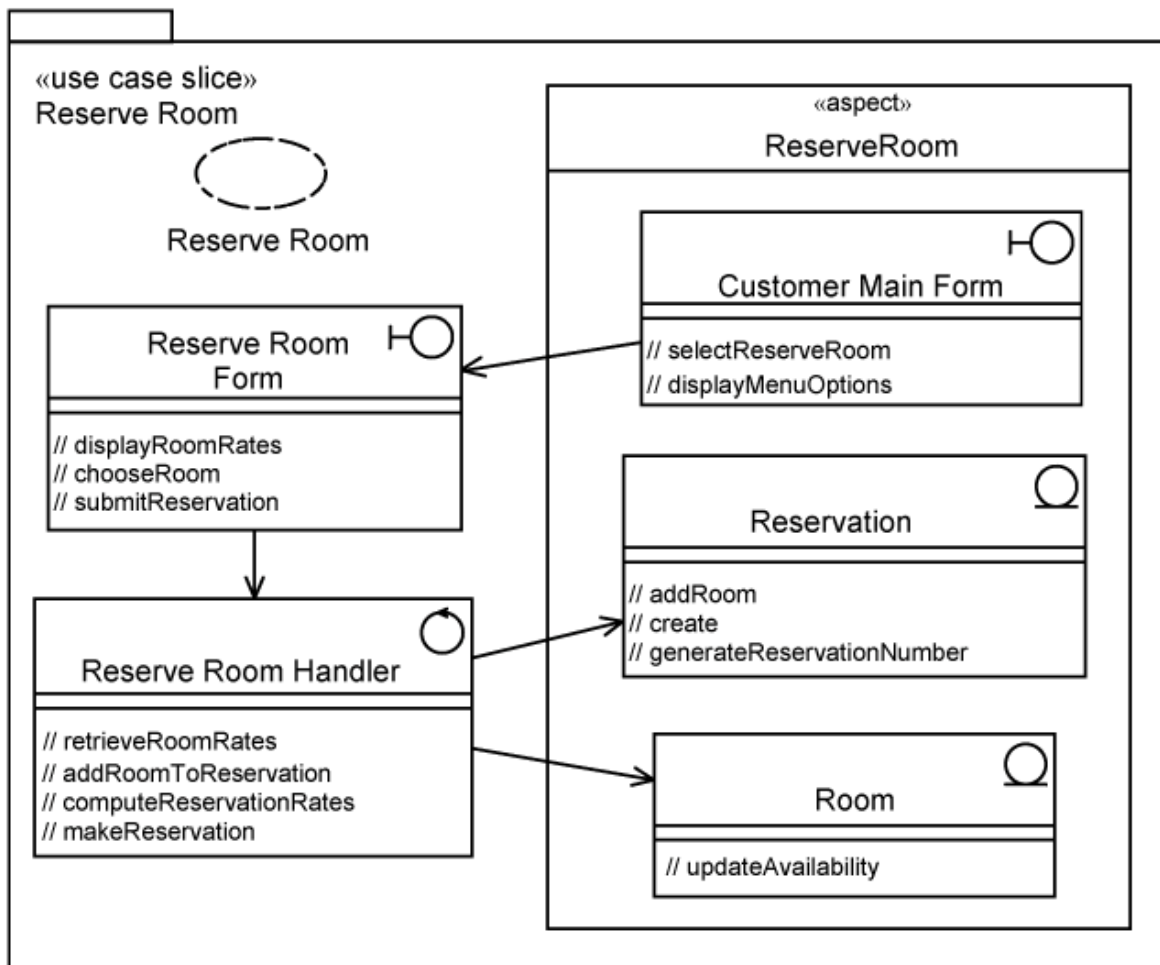 «use case slice»
Reserve Room
Reserve Room
Reserve Room
Form
// displayRoomRates
// chooseRoom
// submitReservation
Reserve Room Handler
// retrieveRoomRates
// addRoomToReservation
// computeReservationRates
// makeReservation
«aspect»
ReserveRoom
Customer Main Form
// selectReserveRoom
// displayMenuOptions
Reservation
// addRoom
// create
// generateReservationNumber
Room
// updateAvailability